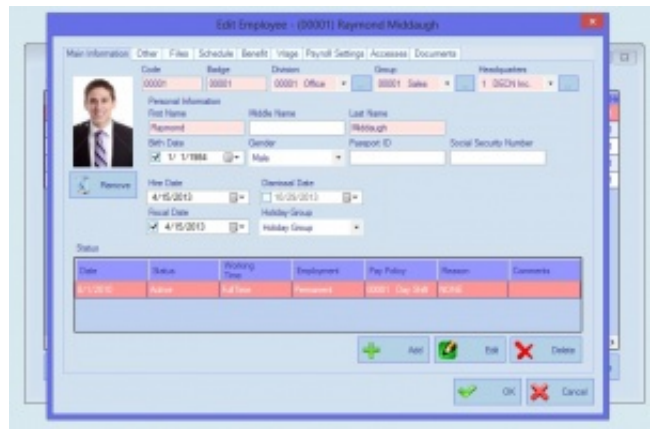 Edit Employee - (00001) Raymond Middaugh
Main Information Other Files Schedule Benefit Wage Payroll Settings Accesses Documents
Code Badge Division Group Headquarters
00001 00001 00001 Office 00001 Sales 1 DSCN Inc.
Personal Information
First Name Middle Name Last Name
Raymond Middaugh
Birth Date Gender Passport ID Social Security Number
1/ 1/1984 Male
Remove
Hire Date Dismissal Date
4/15/2013 10/29/2013
Fiscal Date Holiday Group
4/15/2013 Holiday Group
Status
Date Status Working Time Employment Pay Policy Reason Comments
Active Full Time Permanent 00001 Day Shift NONE
Add Edit Delete
OK Cancel